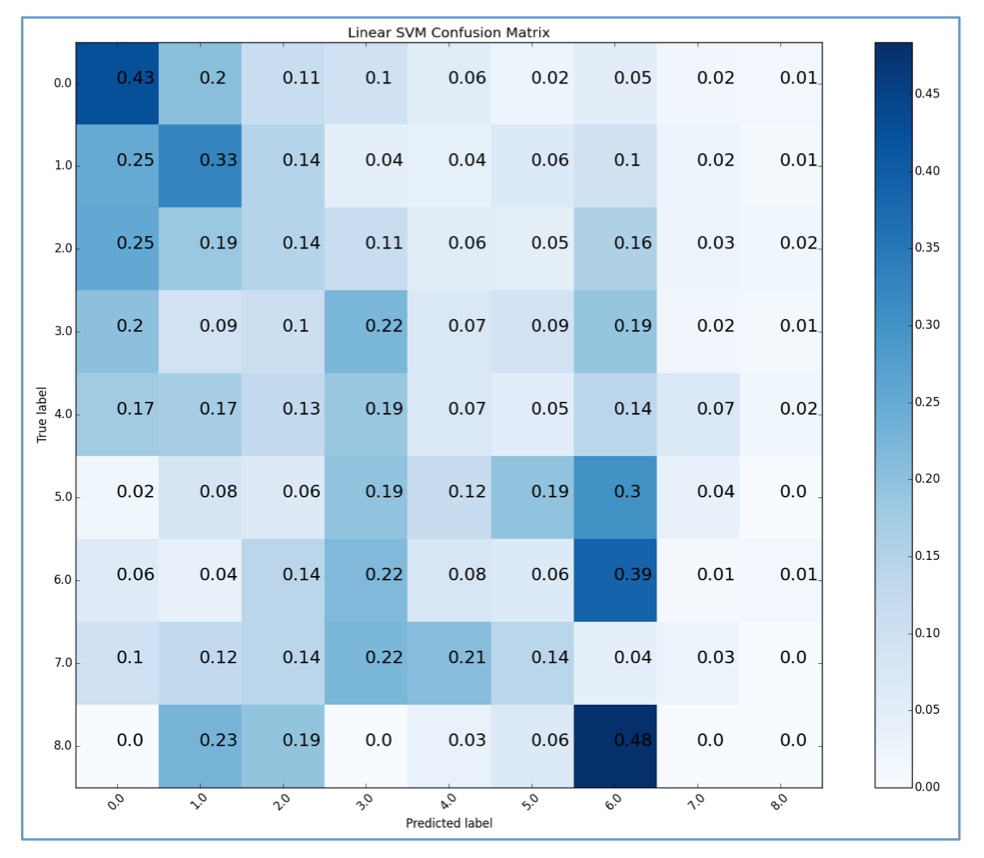 Linear SVM Confusion Matrix
0.0 0.43 0.2 0.11 0.1 0.06 0.02 0.05 0.02 0.01
1.0 0.25 0.33 0.14 0.04 0.04 0.06 0.1 0.02 0.01
2.0 0.25 0.19 0.14 0.11 0.06 0.05 0.16 0.03 0.02
3.0 0.2 0.09 0.1 0.22 0.07 0.09 0.19 0.02 0.01
4.0 0.17 0.17 0.13 0.19 0.07 0.05 0.14 0.07 0.02
5.0 0.02 0.08 0.06 0.19 0.12 0.19 0.3 0.04 0.0
6.0 0.06 0.04 0.14 0.22 0.08 0.06 0.39 0.01 0.01
7.0 0.1 0.12 0.14 0.22 0.21 0.14 0.04 0.03 0.0
8.0 0.0 0.23 0.19 0.0 0.03 0.06 0.48 0.0 0.0
0.0 1.0 2.0 3.0 4.0 5.0 6.0 7.0 8.0
True label
Predicted label
0.45
0.40
0.35
0.30
0.25
0.20
0.15
0.10
0.05
0.00